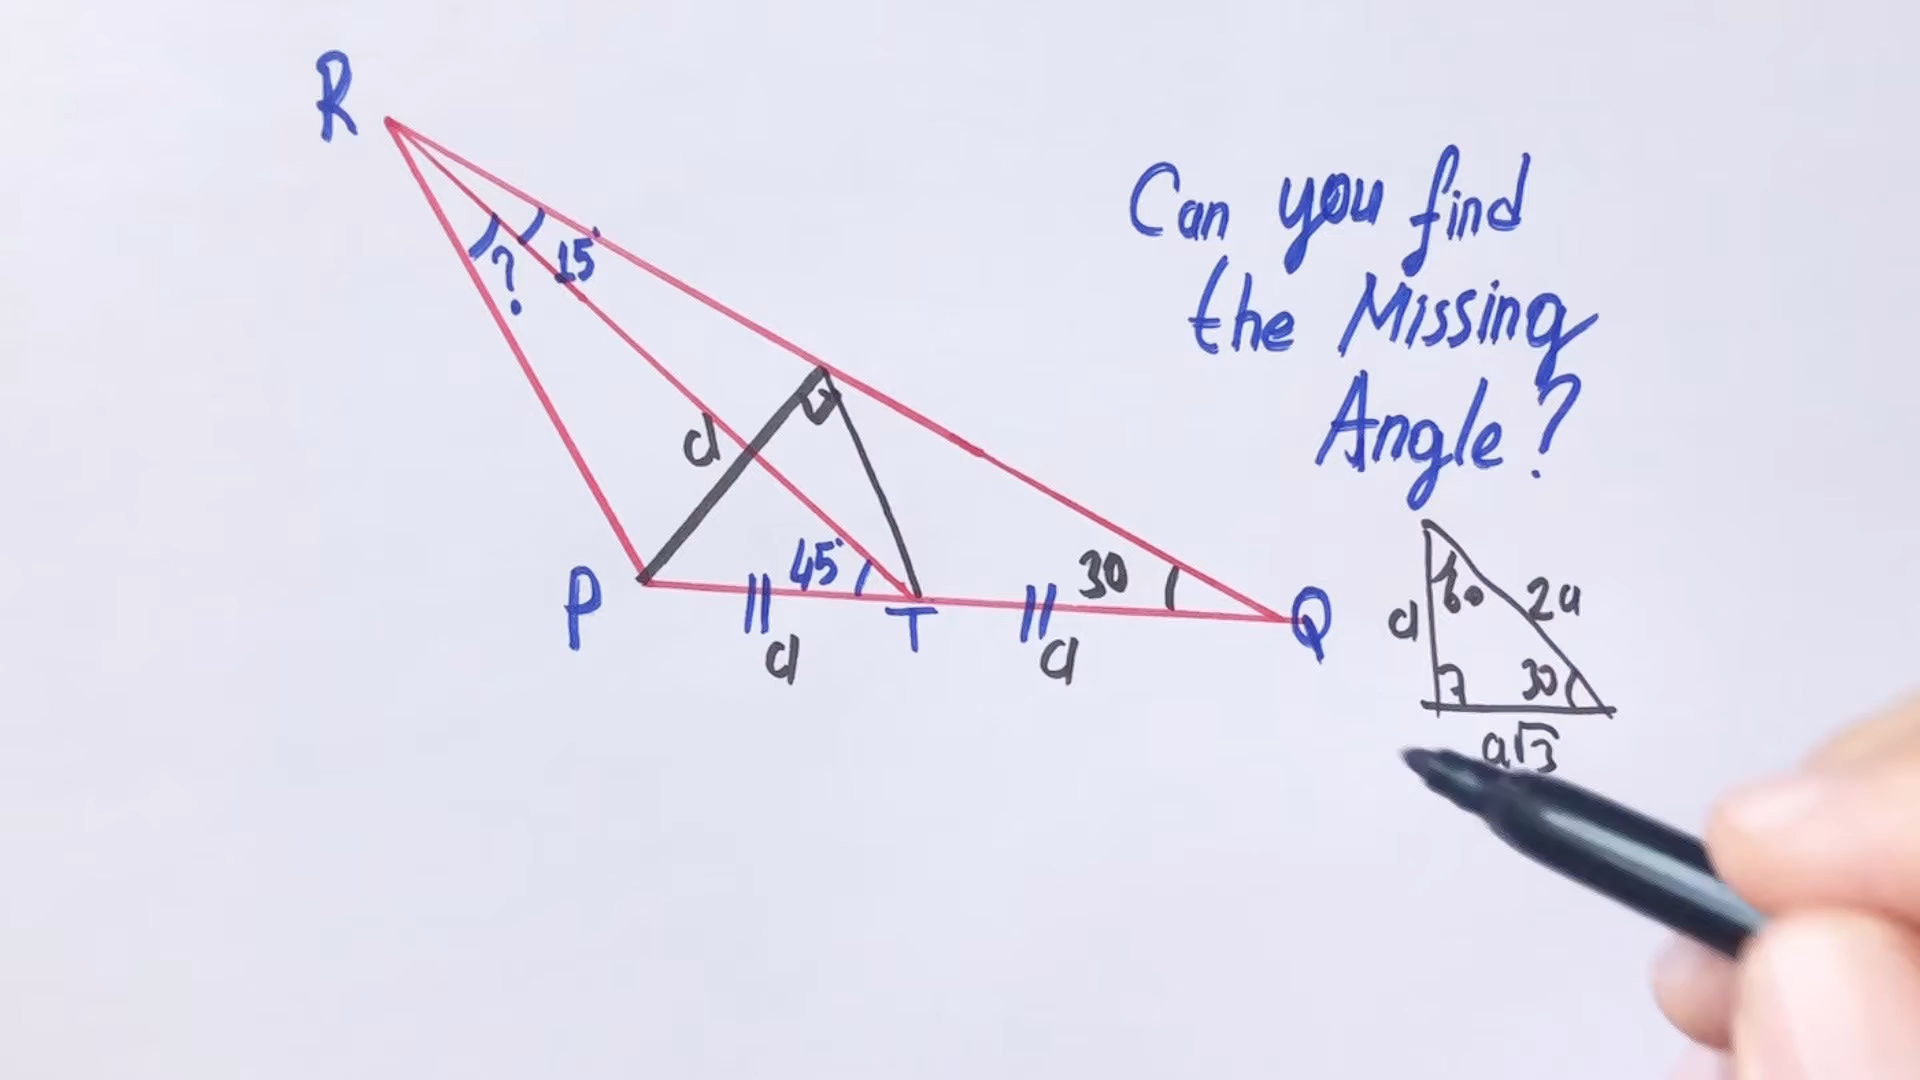 R
Can you find
the Missing
Angle?
? 15°
d
45° 30
P T Q
d d
d 60 2a
30
a√3